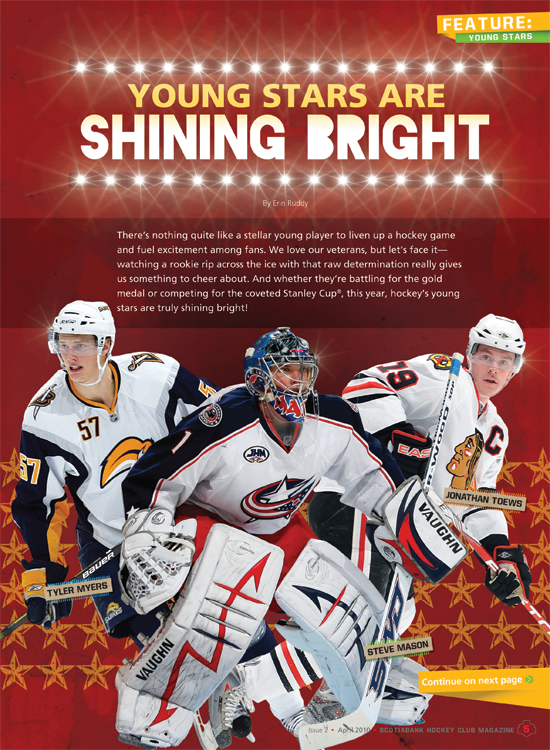 FEATURE:
YOUNG STARS
YOUNG STARS ARE
SHINING BRIGHT
By Erin Ruddy
There's nothing quite like a stellar young player to liven up a hockey game
and fuel excitement among fans. We love our veterans, but let's face it—
watching a rookie rip across the ice with that raw determination really gives
us something to cheer about. And whether they're battling for the gold
medal or competing for the coveted Stanley Cup®, this year, hockey's young
stars are truly shining bright!
57
57
1
JHM
MA
19
C
EAS
VAUGHN
JONATHAN TOEWS
BAUER
TYLER MYERS
VAUGHN
STEVE MASON
Continue on next page
Issue 2 • April 2010 • SCOTIABANK HOCKEY CLUB MAGAZINE 5